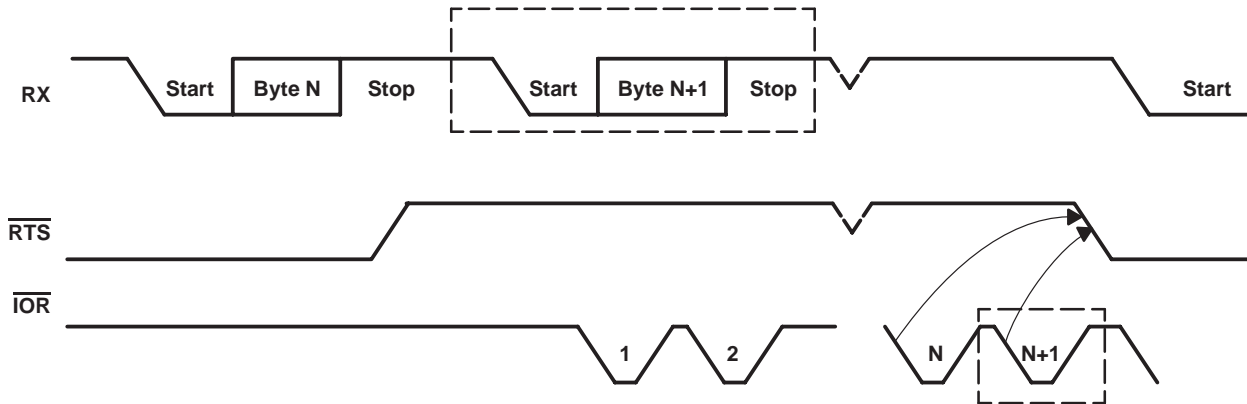 RX
Start
Byte N
Stop
Start
Byte N+1
Stop
Start
RTS
IOR
1
2
N
N+1